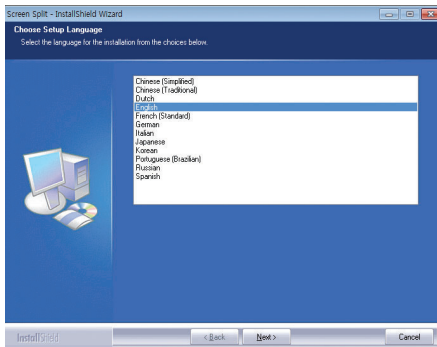 Screen Split - InstallShield Wizard
Choose Setup Language
Select the language for the installation from the choices below.
Chinese (Simplified)
Chinese (Traditional)
Dutch
English
French (Standard)
German
Italian
Japanese
Korean
Portuguese (Brazilian)
Russian
Spanish
InstallShield
< Back
Next >
Cancel